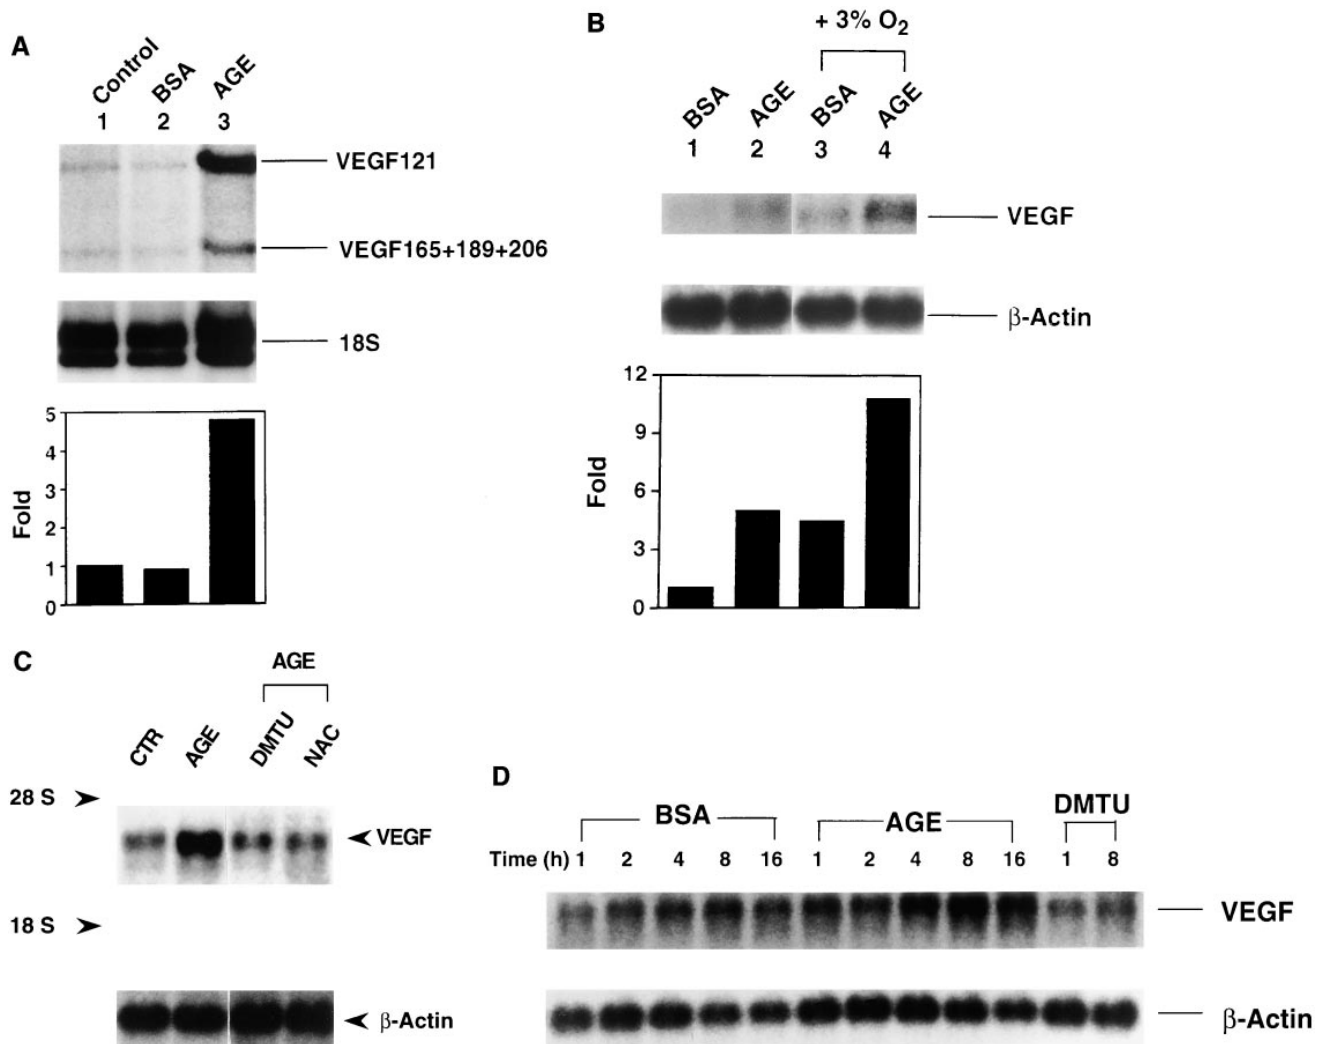 A
Control BSA AGE
1 2 3
VEGF121
VEGF165+189+206
18S
5
4
3
2
1
0
Fold
B
+ 3% O2
BSA AGE BSA AGE
1 2 3 4
VEGF
β-Actin
12
9
6
3
0
Fold
C
AGE
CTR AGE DMTU NAC
28 S
VEGF
18 S
β-Actin
D
BSA AGE DMTU
Time (h) 1 2 4 8 16 1 2 4 8 16 1 8
VEGF
β-Actin